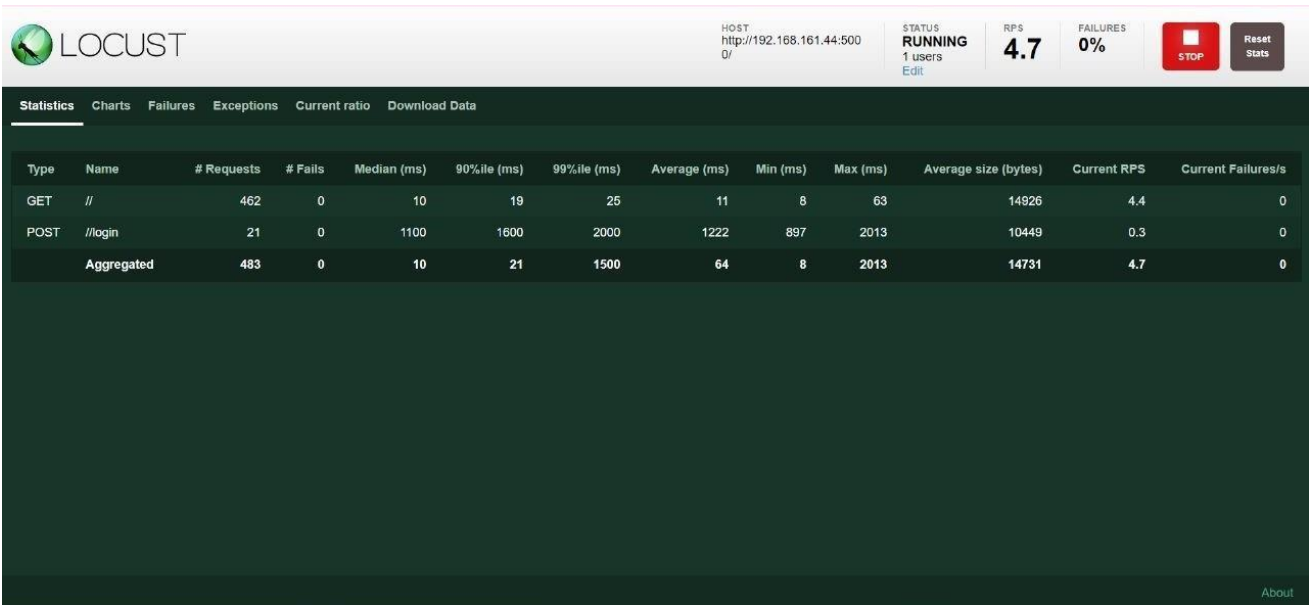 LOCUST
HOST
http://192.168.161.44:500
0/
STATUS
RUNNING
1 users
Edit
RPS
4.7
FAILURES
0%
STOP
Reset
Stats
Statistics Charts Failures Exceptions Current ratio Download Data
Type Name # Requests # Fails Median (ms) 90%ile (ms) 99%ile (ms) Average (ms) Min (ms) Max (ms) Average size (bytes) Current RPS Current Failures/s
GET // 462 0 10 19 25 11 8 63 14926 4.4 0
POST //login 21 0 1100 1600 2000 1222 897 2013 10449 0.3 0
Aggregated 483 0 10 21 1500 64 8 2013 14731 4.7 0
About